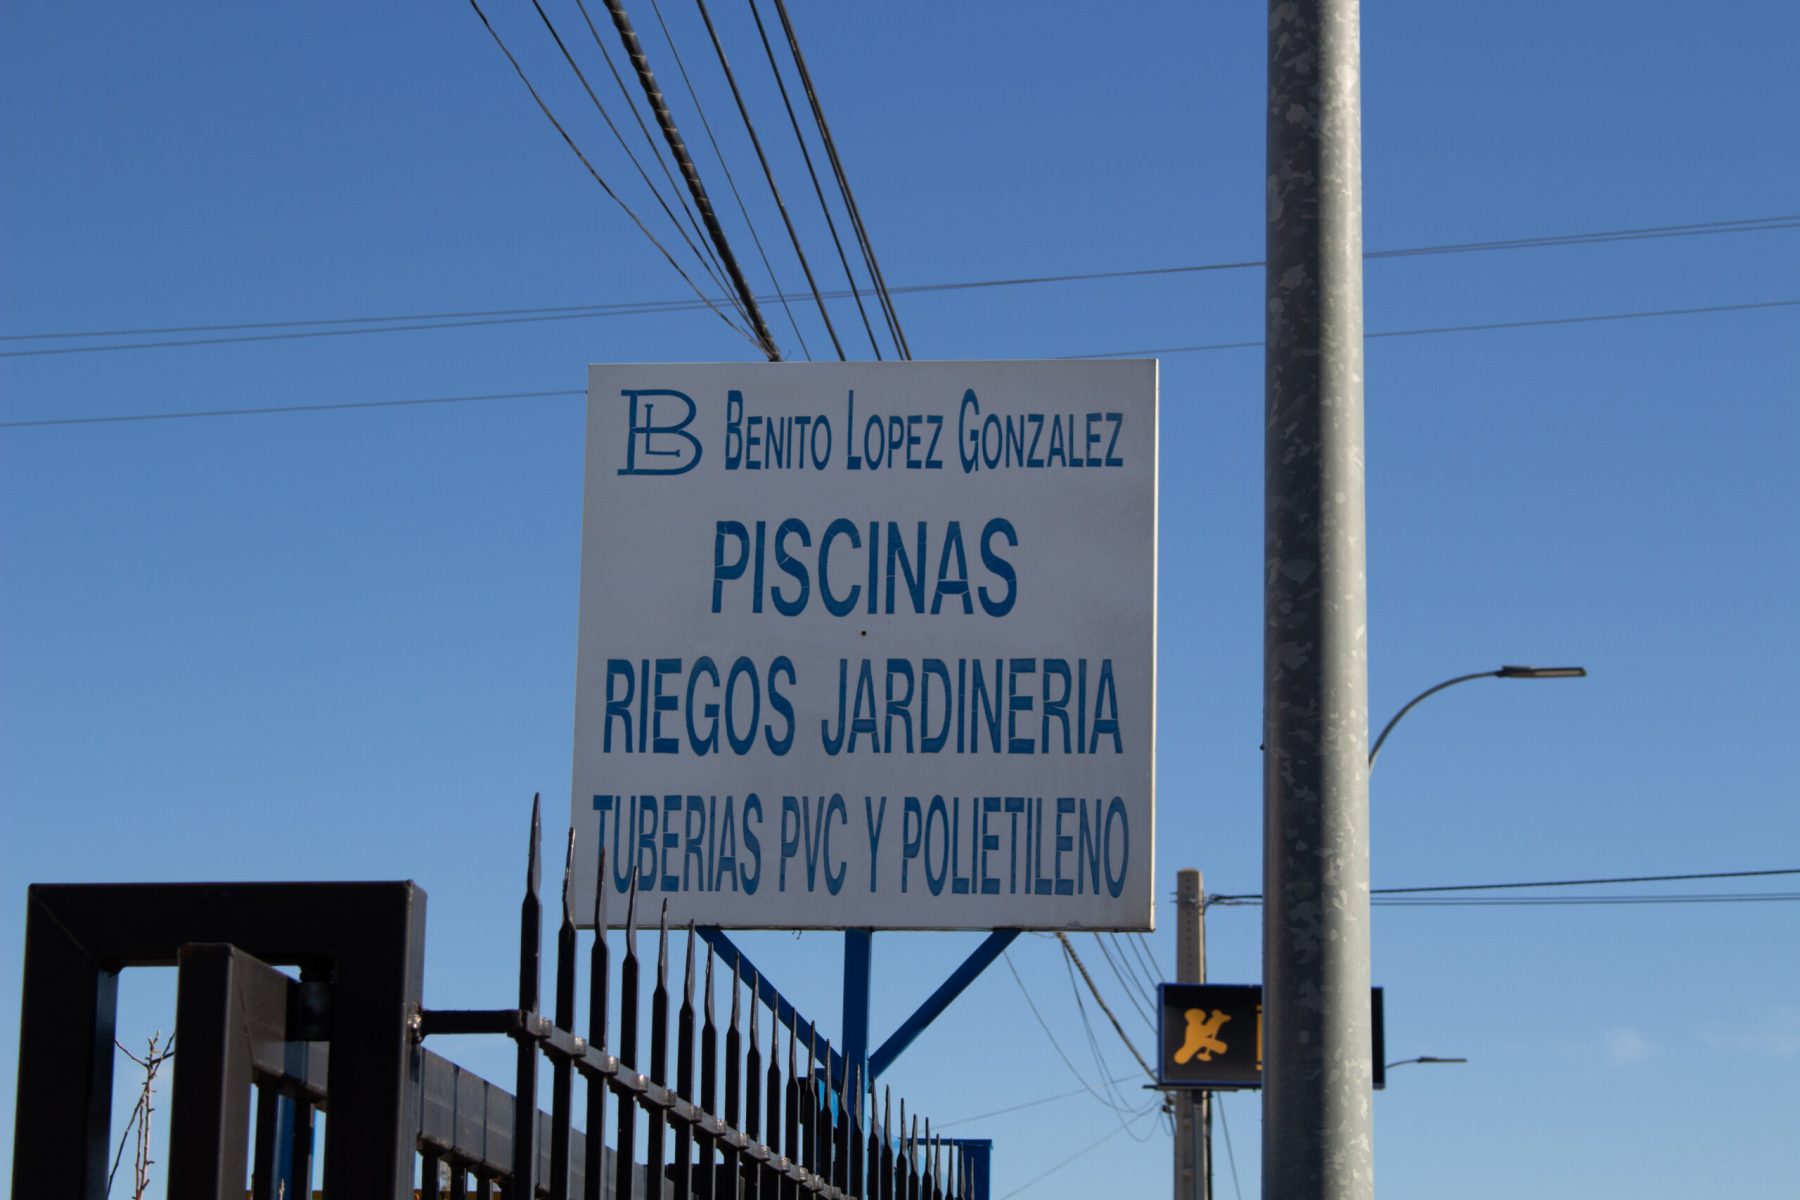 BL BENITO LOPEZ GONZALEZ
PISCINAS
RIEGOS JARDINERIA
TUBERIAS PVC Y POLIETILENO